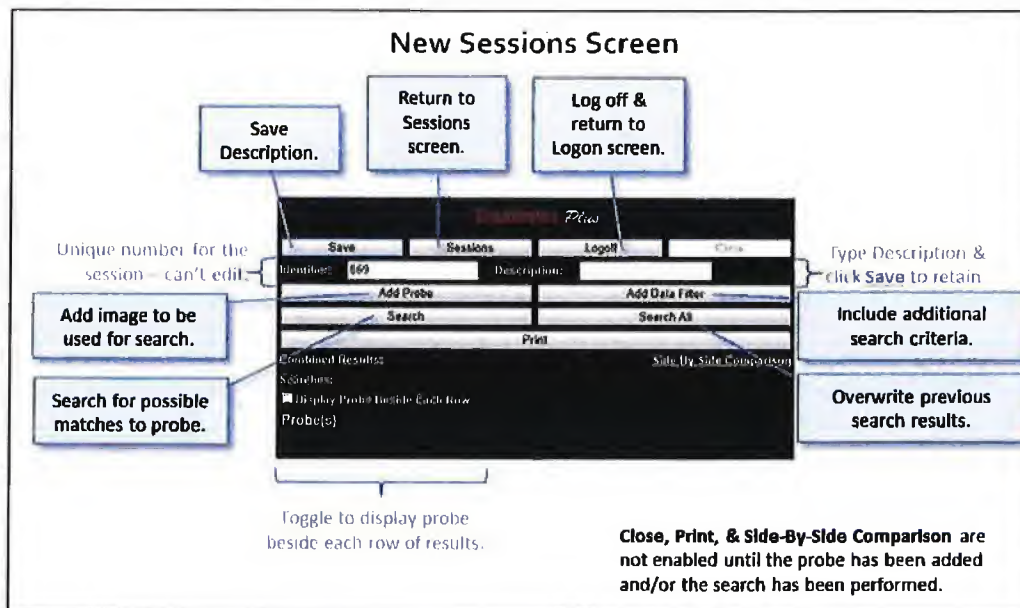 New Sessions Screen
Save
Description.
Return to
Sessions
screen.
Log off &
return to
Logon screen.
Plus
Save
Sessions
Logoff
Close
Unique number for the
session – can't edit.
Identifier:
869
Description:
Type Description &
click Save to retain
Add Probe
Add Data Filter
Add image to be
used for search.
Search
Search All
Include additional
search criteria.
Print
Combined Results:
Side By Side Comparison
Searches:
Display Probe Beside Each Row
Search for possible
matches to probe.
Overwrite previous
search results.
Probe(s)
Toggle to display probe
beside each row of results.
Close, Print, & Side-By-Side Comparison are
not enabled until the probe has been added
and/or the search has been performed.